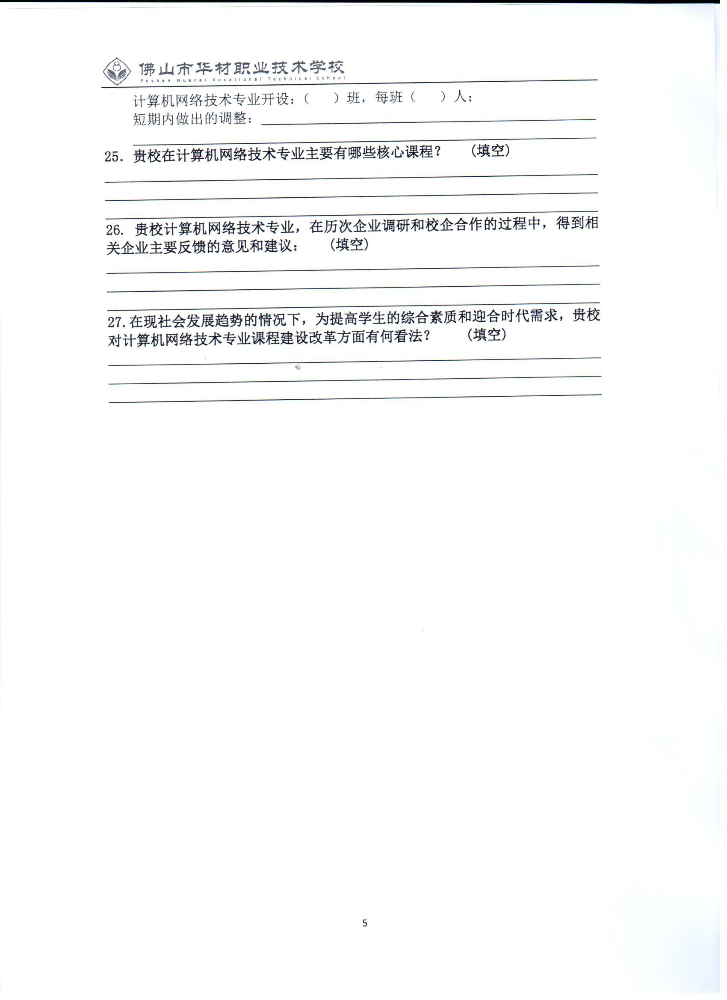 佛山市华材职业技术学校
Foshan Huacai Vocational Technical School
计算机网络技术专业开设：（　　）班，每班（　　）人；
短期内做出的调整：
25. 贵校在计算机网络技术专业主要有哪些核心课程？　　（填空）
26. 贵校计算机网络技术专业，在历次企业调研和校企合作的过程中，得到相
关企业主要反馈的意见和建议：　　（填空）
27.在现社会发展趋势的情况下，为提高学生的综合素质和迎合时代需求，贵校
对计算机网络技术专业课程建设改革方面有何看法？　　（填空）
5